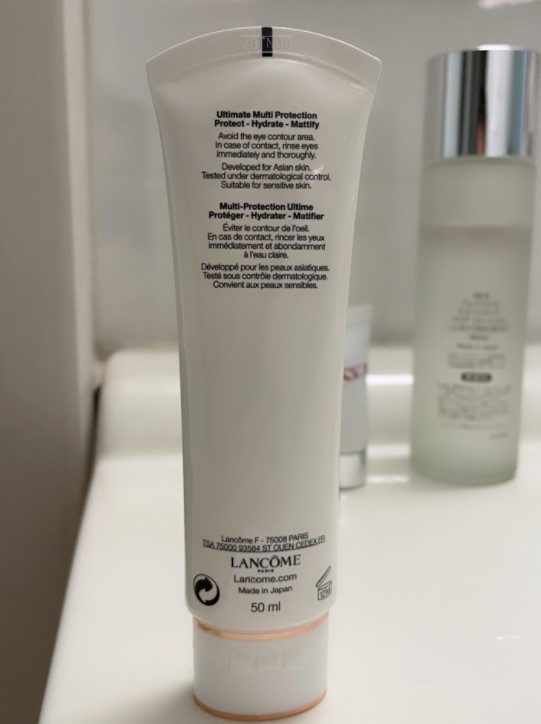 Ultimate Multi Protection
Protect - Hydrate - Mattify
Avoid the eye contour area.
In case of contact, rinse eyes
immediately and thoroughly.
Developed for Asian skin.
Tested under dermatological control.
Suitable for sensitive skin.
Multi-Protection Ultime
Protéger - Hydrater - Matifier
Éviter le contour de l'oeil.
En cas de contact, rincer les yeux
immédiatement et abondamment
à l'eau claire.
Développé pour les peaux asiatiques.
Testé sous contrôle dermatologique.
Convient aux peaux sensibles.
Lancôme F - 75008 PARIS
TSA 75000 93584 ST OUEN CEDEX FR
LANCÔME
PARIS
Lancome.com
Made in Japan
50 ml